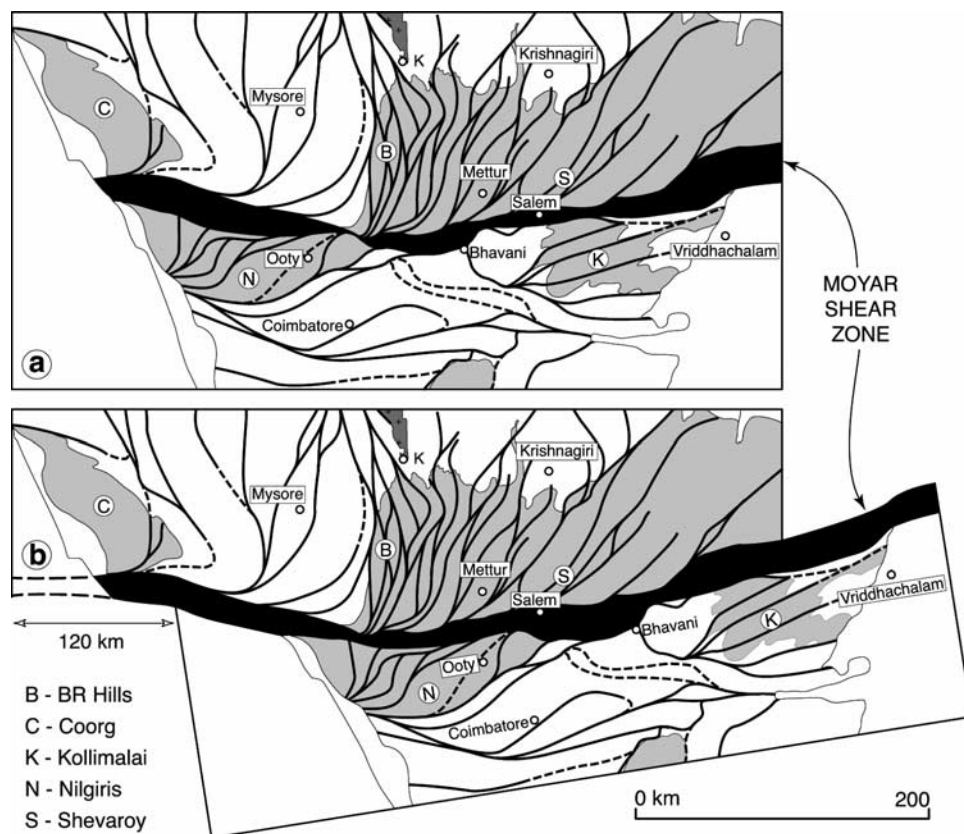 K
Krishnagiri
C
Mysore
B
Mettur
S
Salem
Ooty
Bhavani
N
K
Vriddhachalam
Coimbatore
a
MOYAR
SHEAR
ZONE
K
Krishnagiri
C
Mysore
b
B
Mettur
S
Salem
Vriddhachalam
Bhavani
K
120 km
Ooty
N
Coimbatore
B - BR Hills
C - Coorg
K - Kollimalai
N - Nilgiris
S - Shevaroy
0 km 200